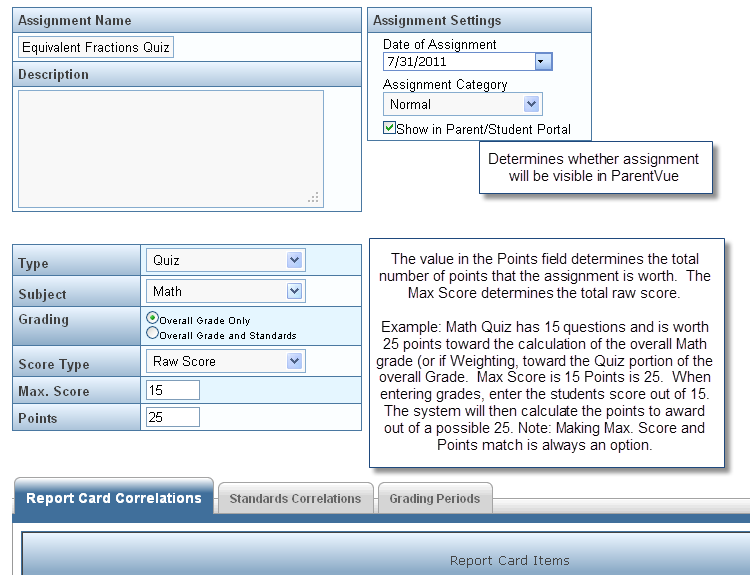 Assignment Name
Equivalent Fractions Quiz
Description
Assignment Settings
Date of Assignment
7/31/2011
Assignment Category
Normal
Show in Parent/Student Portal
Determines whether assignment
will be visible in ParentVue
Type
Quiz
Subject
Math
Grading
Overall Grade Only
Overall Grade and Standards
Score Type
Raw Score
Max. Score
15
Points
25
The value in the Points field determines the total
number of points that the assignment is worth. The
Max Score determines the total raw score.
Example: Math Quiz has 15 questions and is worth
25 points toward the calculation of the overall Math
grade (or if Weighting, toward the Quiz portion of the
overall Grade. Max Score is 15 Points is 25. When
entering grades, enter the students score out of 15.
The system will then calculate the points to award
out of a possible 25. Note: Making Max. Score and
Points match is always an option.
Report Card Correlations
Standards Correlations
Grading Periods
Report Card Items